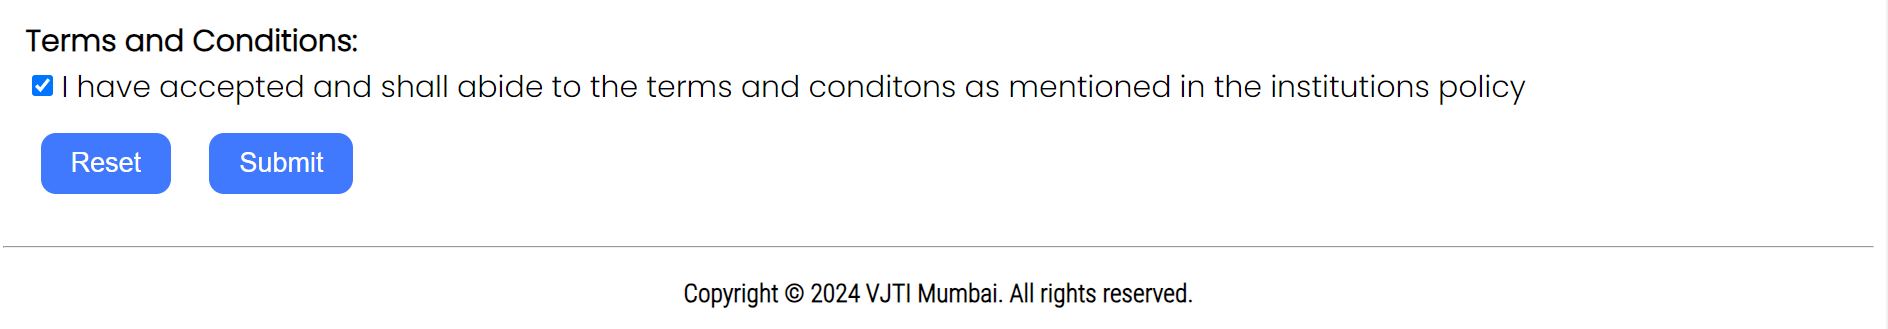 Terms and Conditions:
I have accepted and shall abide to the terms and conditons as mentioned in the institutions policy
Reset Submit
Copyright © 2024 VJTI Mumbai. All rights reserved.